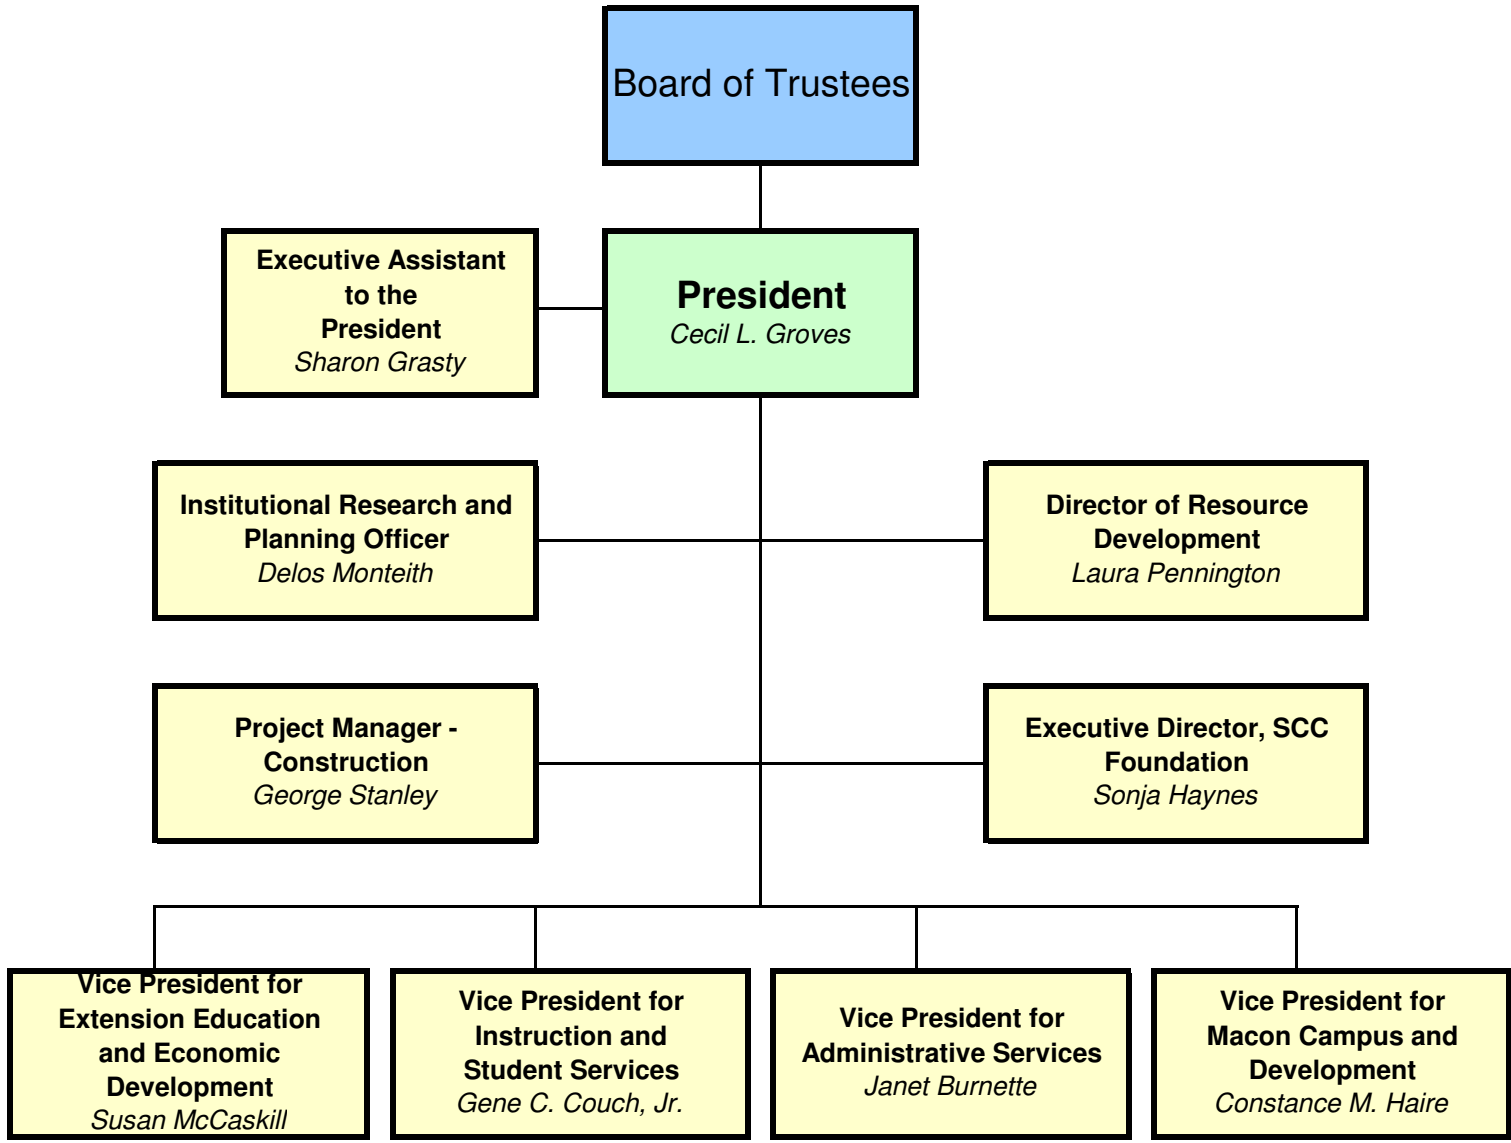 Board of Trustees
Executive Assistant
to the
President
Sharon Grasty
President
Cecil L. Groves
Institutional Research and
Planning Officer
Delos Monteith
Director of Resource
Development
Laura Pennington
Project Manager -
Construction
George Stanley
Executive Director, SCC
Foundation
Sonja Haynes
Vice President for
Extension Education
and Economic
Development
Susan McCaskill
Vice President for
Instruction and
Student Services
Gene C. Couch, Jr.
Vice President for
Administrative Services
Janet Burnette
Vice President for
Macon Campus and
Development
Constance M. Haire